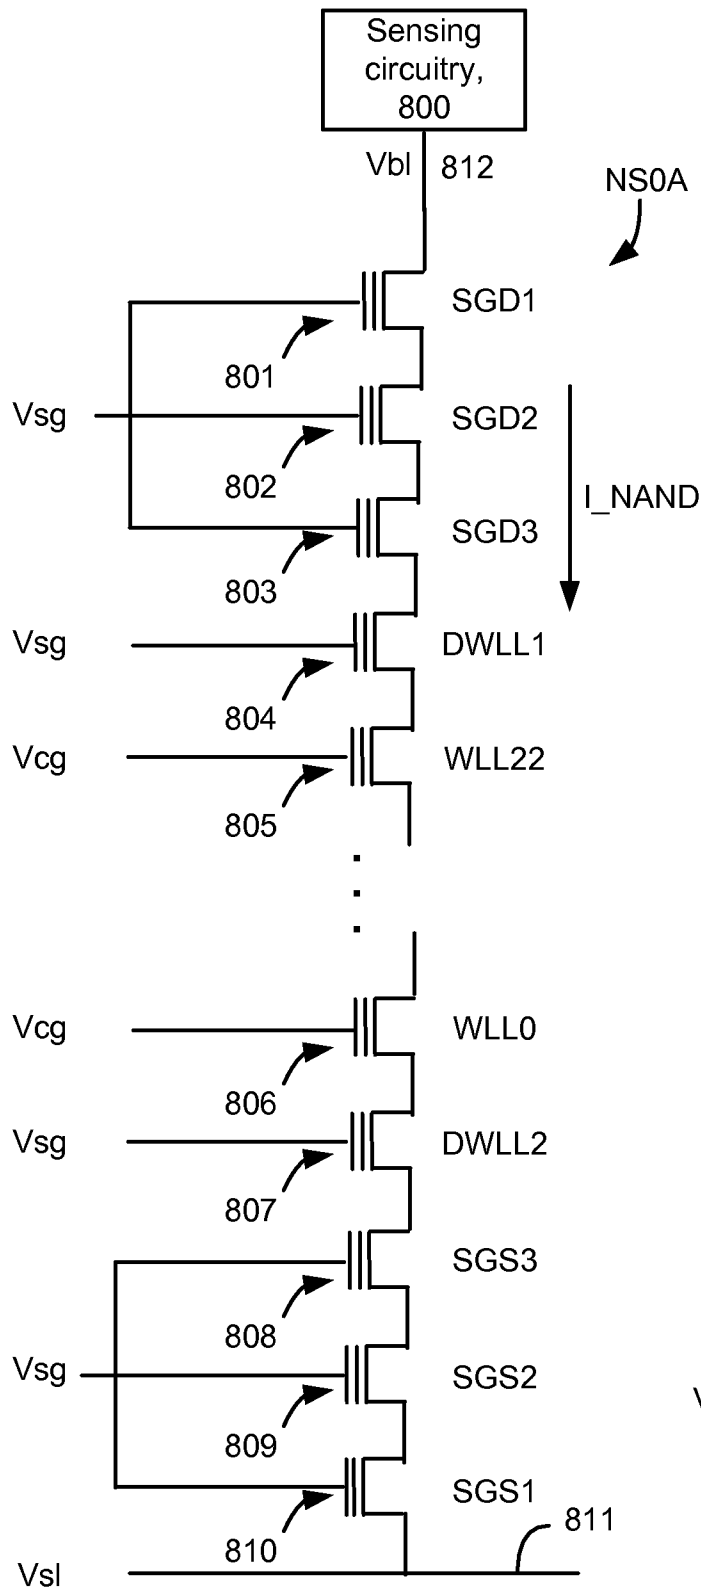 Sensing
circuitry,
800
Vbl 812
NS0A
SGD1
801
Vsg
SGD2
802
I_NAND
SGD3
803
Vsg
DWLL1
804
Vcg
WLL22
805
Vcg
WLL0
806
Vsg
DWLL2
807
SGS3
808
Vsg
SGS2
809
SGS1
810
811
Vsl